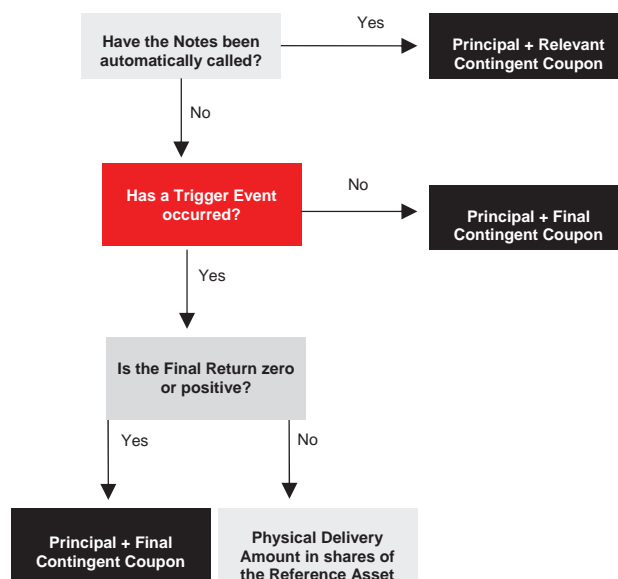 Have the Notes been
automatically called?
Yes
Principal + Relevant
Contingent Coupon
No
Has a Trigger Event
occurred?
No
Principal + Final
Contingent Coupon
Yes
Is the Final Return zero
or positive?
Yes
No
Principal + Final
Contingent Coupon
Physical Delivery
Amount in shares of
the Reference Asset